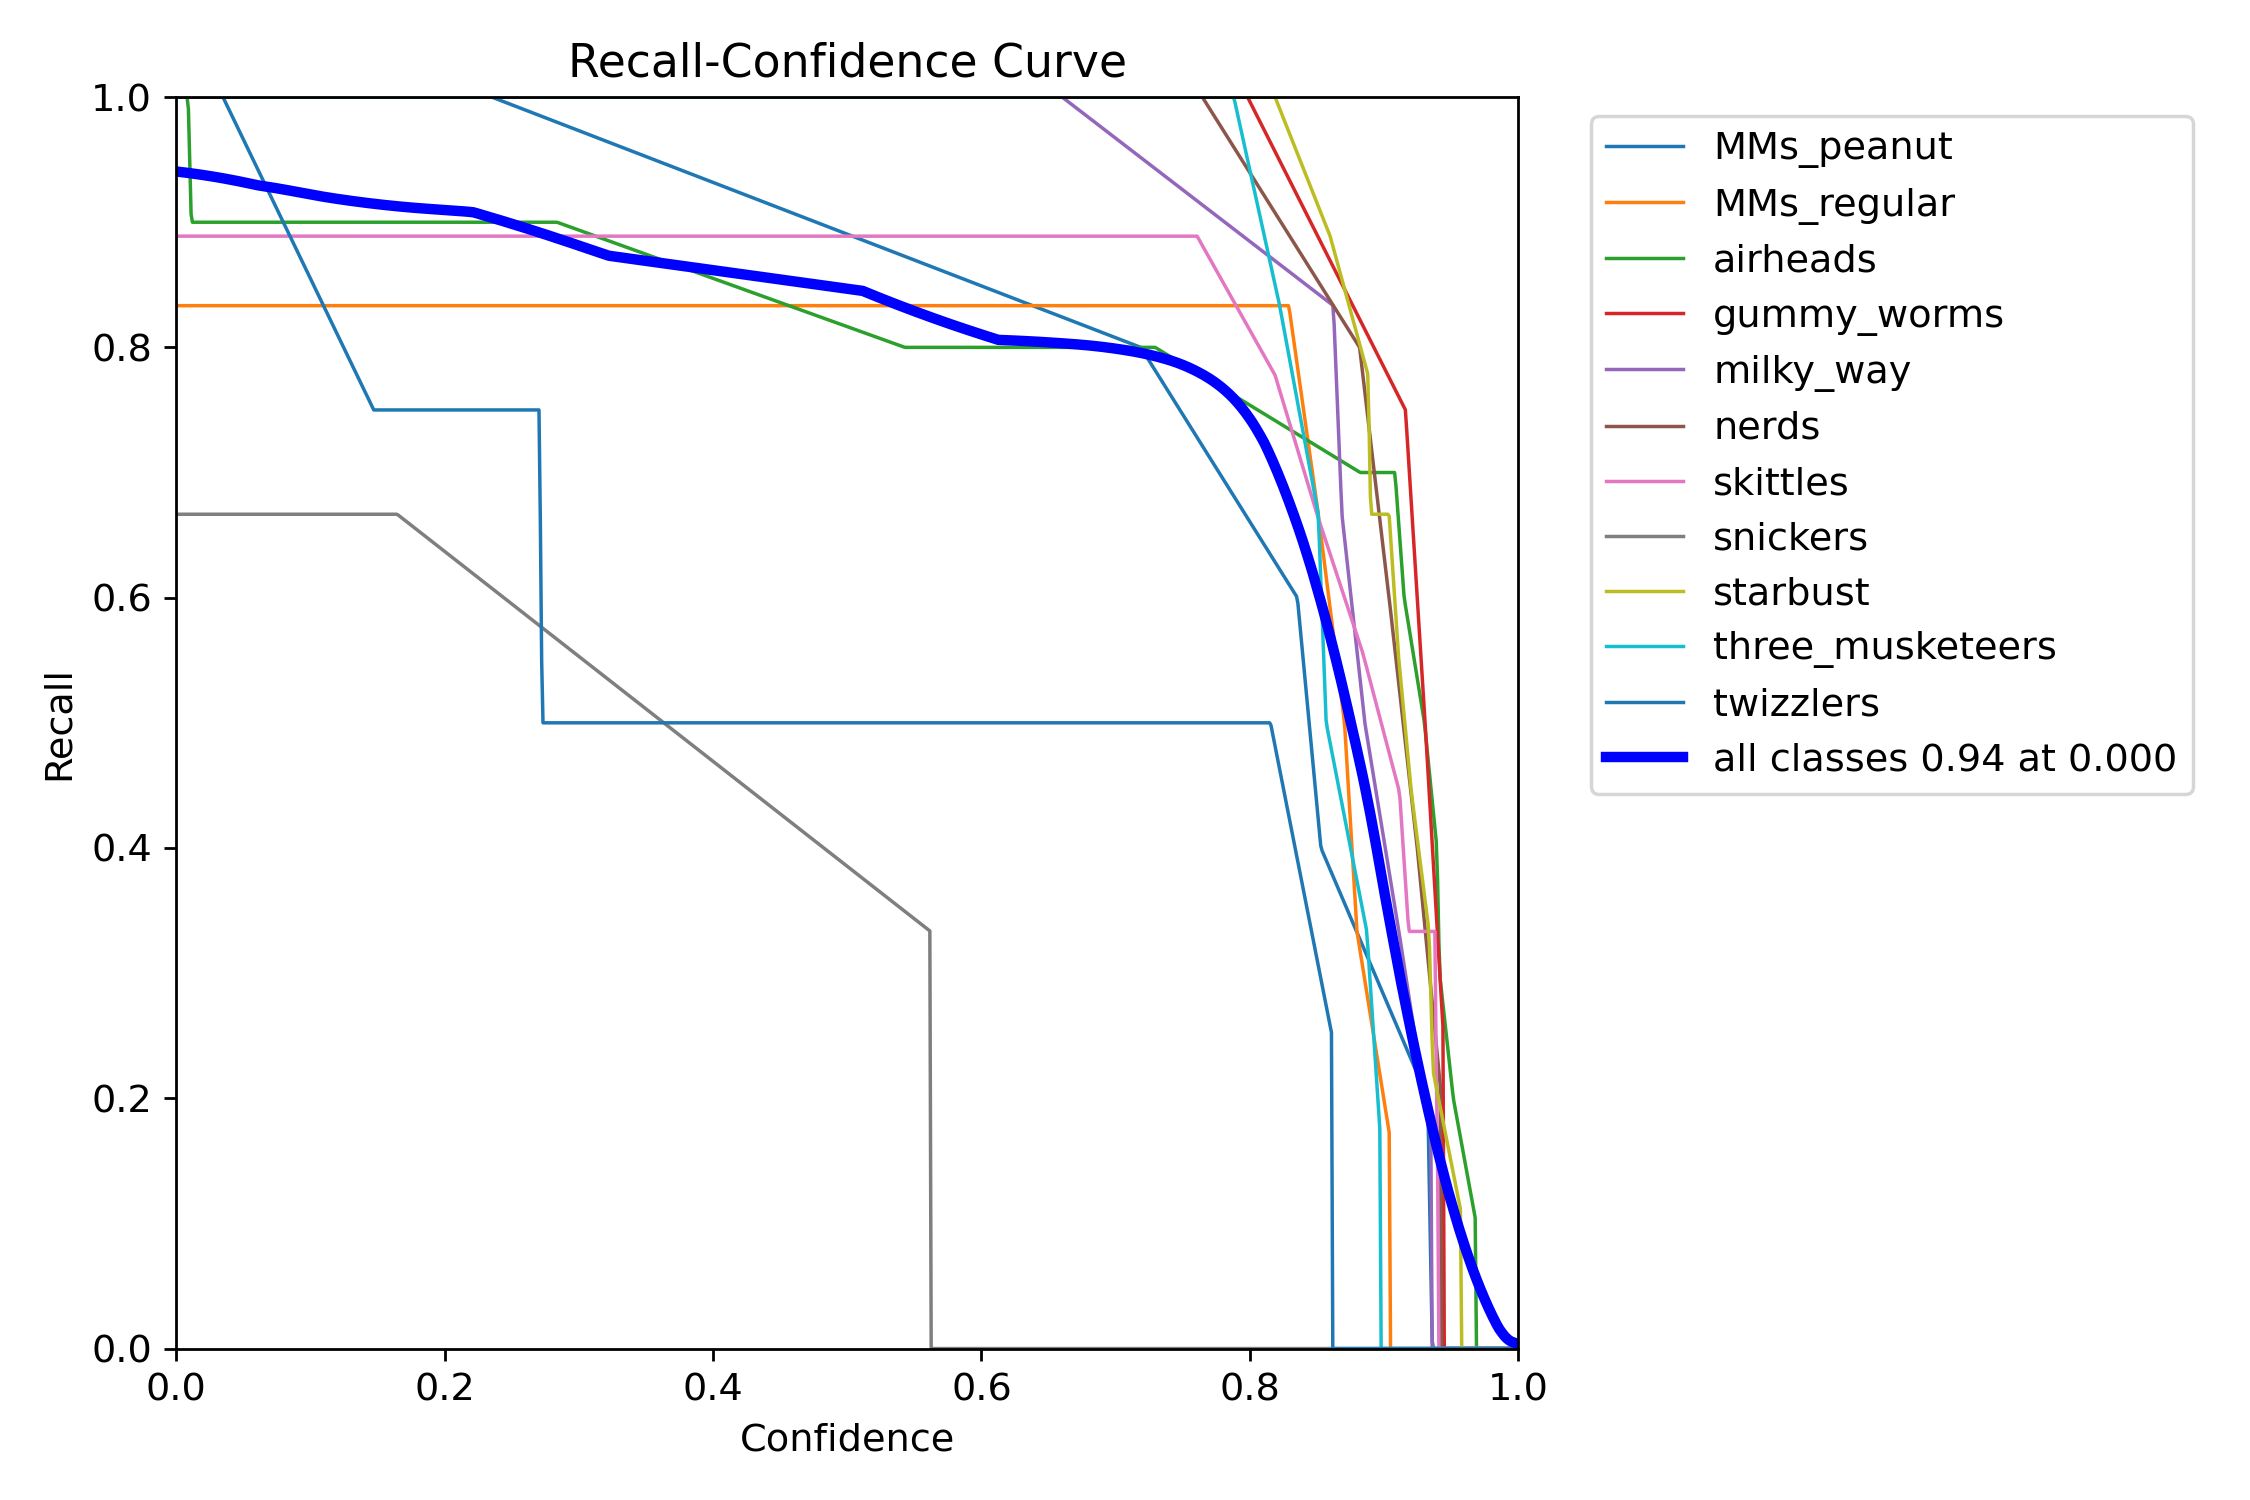 Recall-Confidence Curve
1.0
0.8
0.6
0.4
0.2
0.0
Recall
0.0 0.2 0.4 0.6 0.8 1.0
Confidence
MMs_peanut
MMs_regular
airheads
gummy_worms
milky_way
nerds
skittles
snickers
starbust
three_musketeers
twizzlers
all classes 0.94 at 0.000